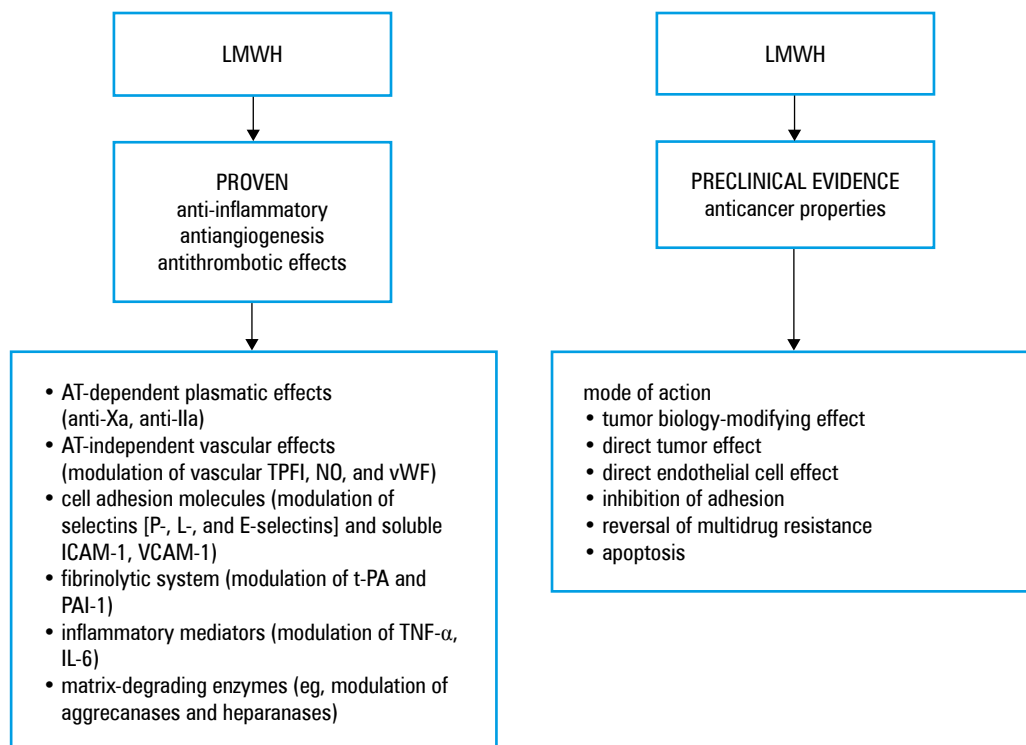 LMWH
PROVEN
anti-inflammatory
antiangiogenesis
antithrombotic effects
• AT-dependent plasmatic effects
(anti-Xa, anti-IIa)
• AT-independent vascular effects
(modulation of vascular TPFI, NO, and vWF)
• cell adhesion molecules (modulation of
selectins [P-, L-, and E-selectins] and soluble
ICAM-1, VCAM-1)
• fibrinolytic system (modulation of t-PA and
PAI-1)
• inflammatory mediators (modulation of TNF-α,
IL-6)
• matrix-degrading enzymes (eg, modulation of
aggrecanases and heparanases)
LMWH
PRECLINICAL EVIDENCE
anticancer properties
mode of action
• tumor biology-modifying effect
• direct tumor effect
• direct endothelial cell effect
• inhibition of adhesion
• reversal of multidrug resistance
• apoptosis